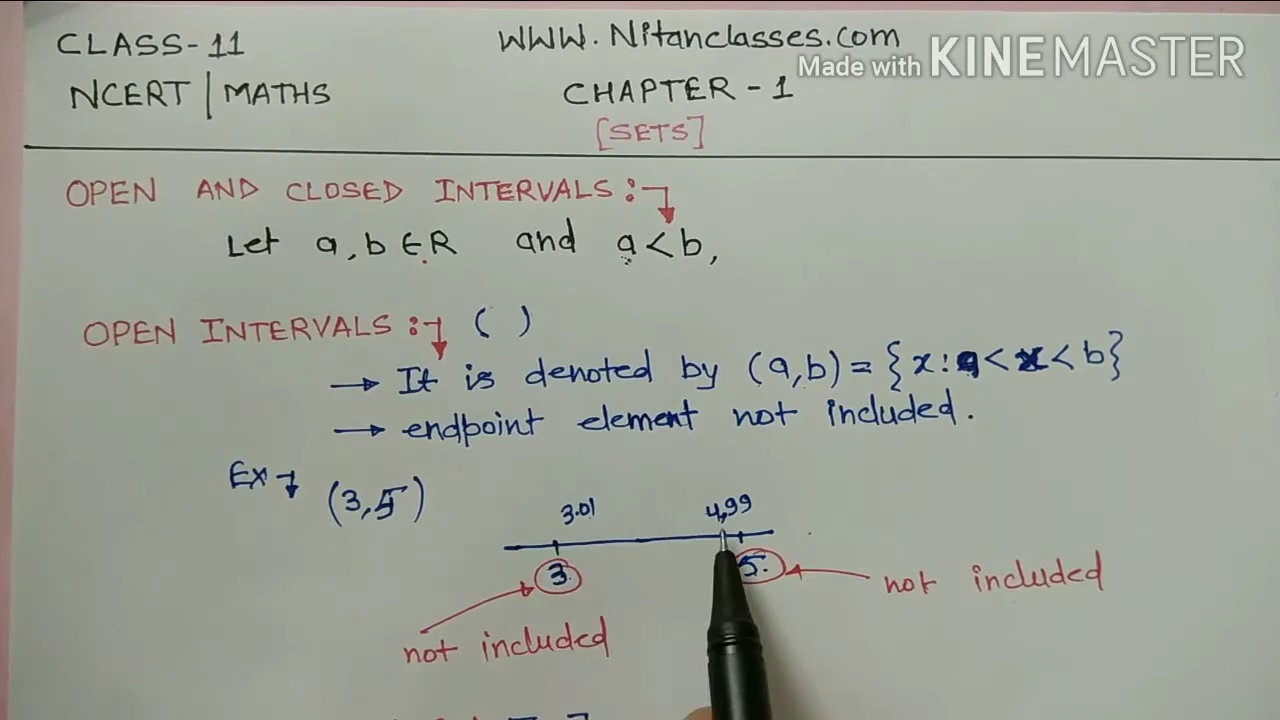 CLASS-11
WWW.Nitanclasses.com
Made with KINEMASTER
NCERT | MATHS
CHAPTER-1
[SETS]
OPEN AND CLOSED INTERVALS:
Let a,b∈R and a<b,
OPEN INTERVALS: ( )
→ It is denoted by (a,b)={x:a<x<b}
→ endpoint element not included.
Ex (3,5)
3.01 4,99
3. 5.
not included
not included